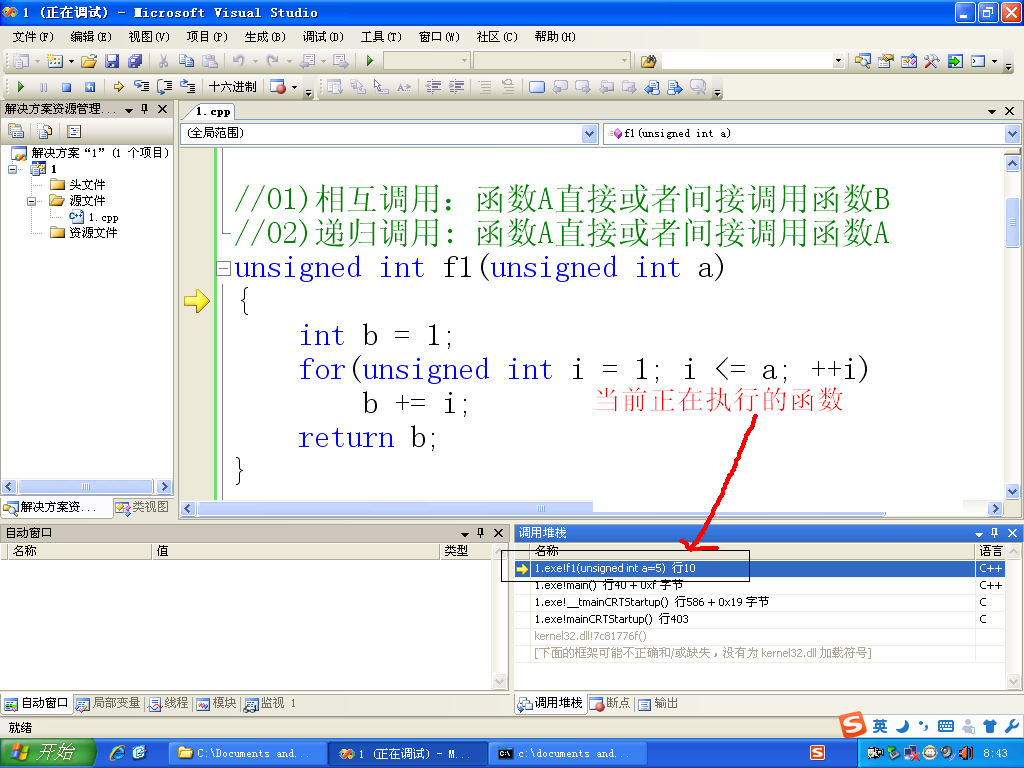 1 (正在调试) - Microsoft Visual Studio
文件(F) 编辑(E) 视图(V) 项目(P) 生成(B) 调试(D) 工具(T) 窗口(W) 社区(C) 帮助(H)
十六进制
解决方案资源管理...
解决方案“1”(1 个项目)
1
头文件
源文件
1.cpp
资源文件
解决方案资...
类视图
1.cpp
(全局范围)
f1(unsigned int a)
//01)相互调用: 函数A直接或者间接调用函数B
//02)递归调用: 函数A直接或者间接调用函数A
unsigned int f1(unsigned int a)
{
int b = 1;
for(unsigned int i = 1; i <= a; ++i)
b += i;
当前正在执行的函数
return b;
}
自动窗口
名称 值 类型
调用堆栈
名称 语言
1.exe!f1(unsigned int a=5) 行10 C++
1.exe!main() 行40 + 0xf 字节 C++
1.exe!__tmainCRTStartup() 行586 + 0x19 字节 C
1.exe!mainCRTStartup() 行403 C
kernel32.dll!7c81776f()
[下面的框架可能不正确和/或缺失，没有为 kernel32.dll 加载符号]
自动窗口 局部变量 线程 模块 监视 1
调用堆栈 断点 输出
就绪
英
开始
C:\Documents and...
1 (正在调试) - M...
c:\documents and...
8:43